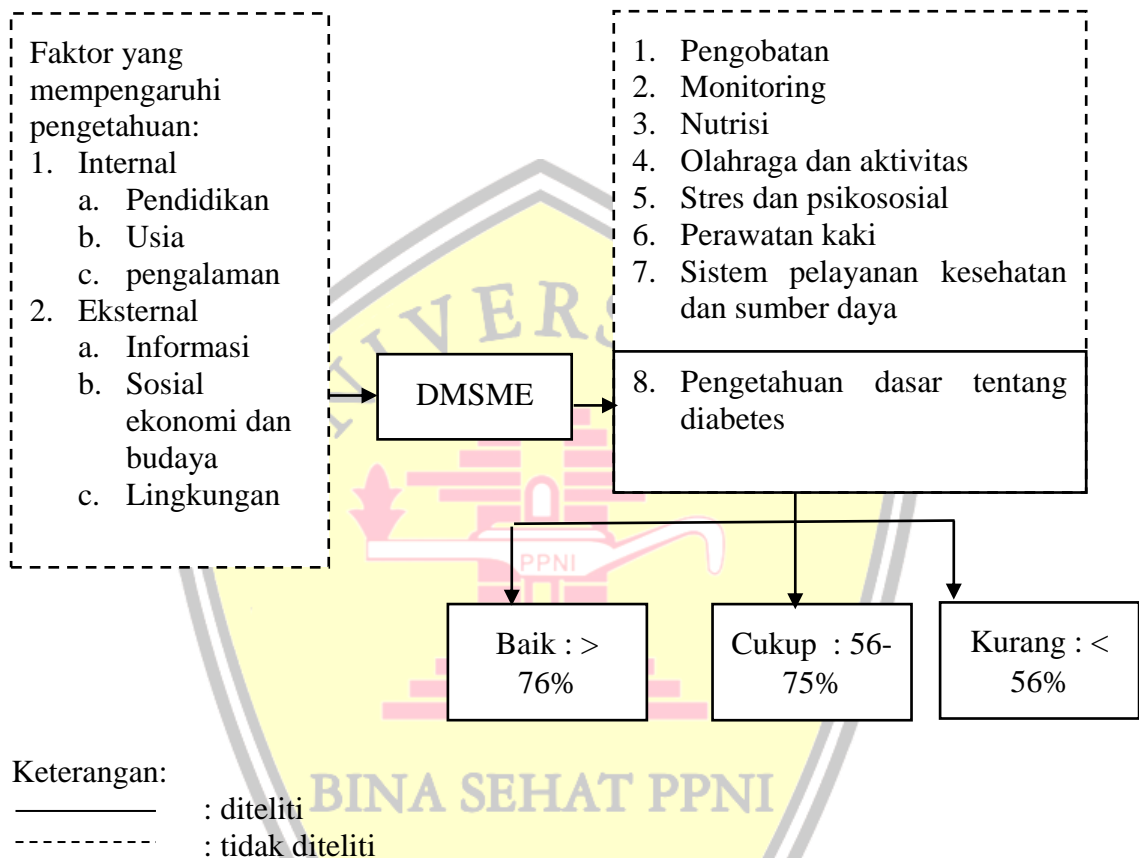 Faktor yang
mempengaruhi
pengetahuan:
1. Internal
a. Pendidikan
b. Usia
c. pengalaman
2. Eksternal
a. Informasi
b. Sosial
ekonomi dan
budaya
c. Lingkungan
DMSME
1. Pengobatan
2. Monitoring
3. Nutrisi
4. Olahraga dan aktivitas
5. Stres dan psikososial
6. Perawatan kaki
7. Sistem pelayanan kesehatan
dan sumber daya
8. Pengetahuan dasar tentang
diabetes
PPNI
Baik : >
76%
Cukup : 56-
75%
Kurang : <
56%
Keterangan:
: diteliti
: tidak diteliti
BINA SEHAT PPNI